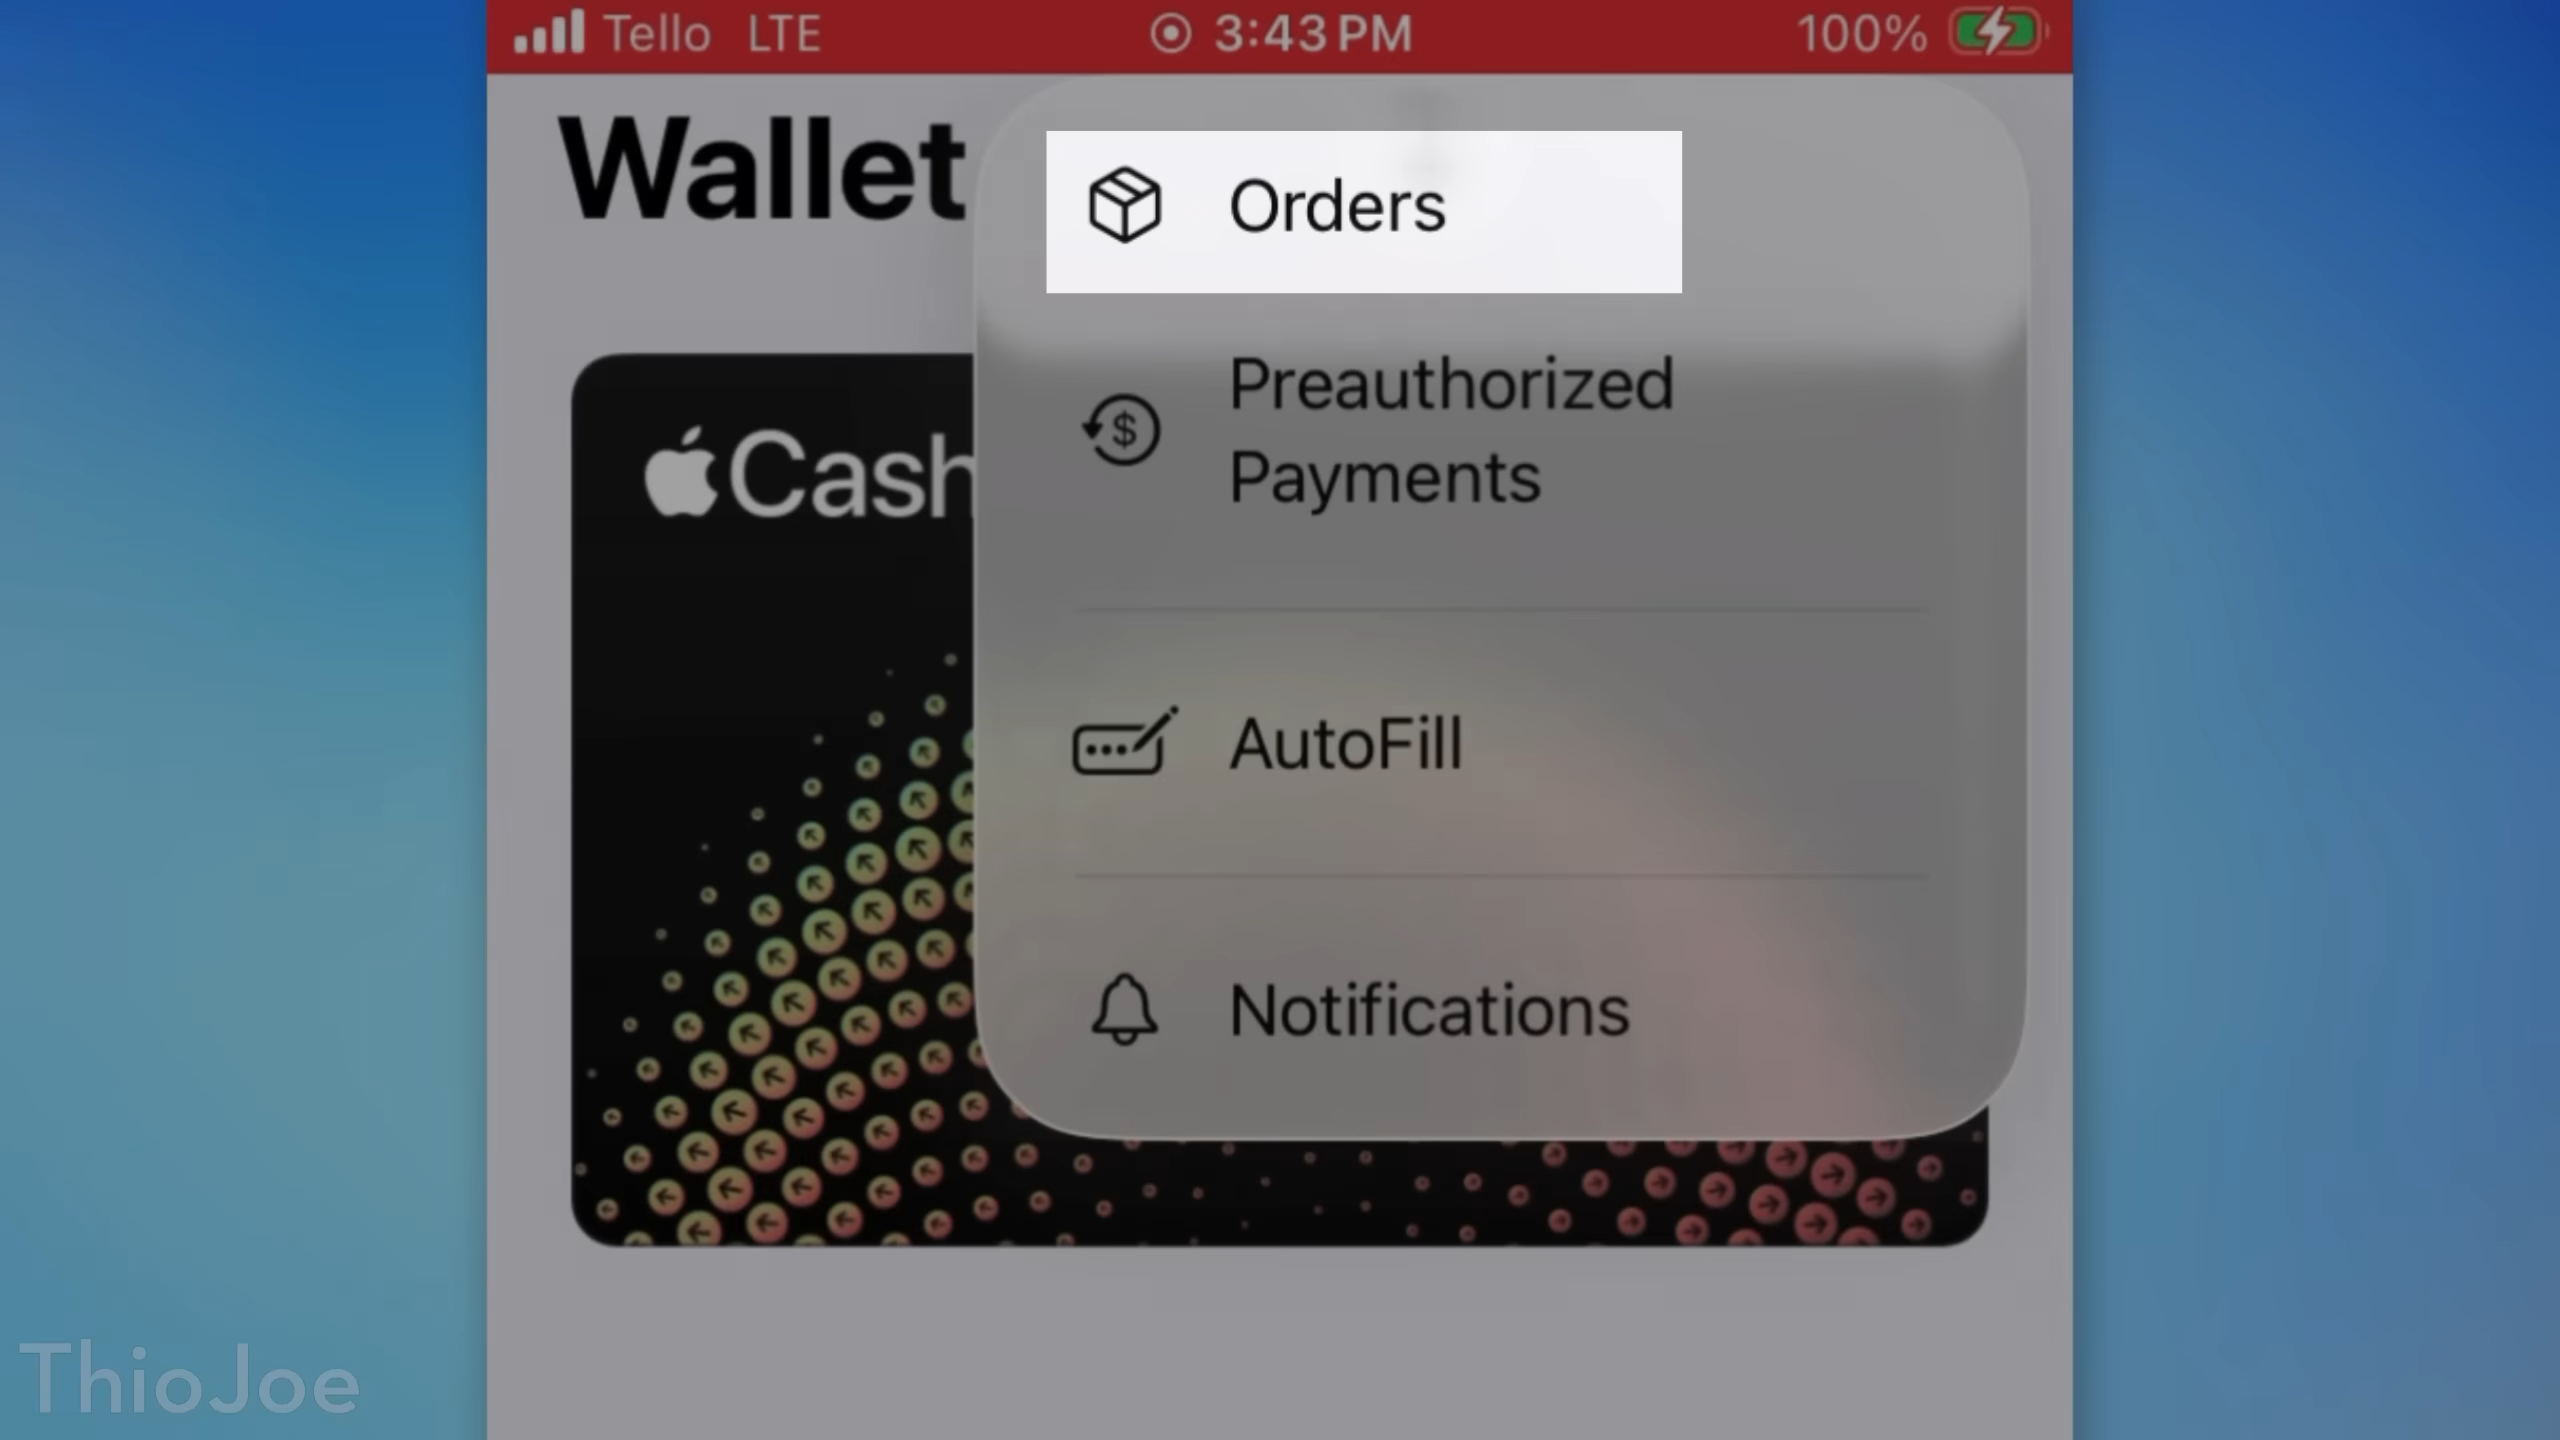 Tello LTE 3:43 PM 100%
Wallet
Orders
Cash
Preauthorized
Payments
$
AutoFill
Notifications
ThioJoe